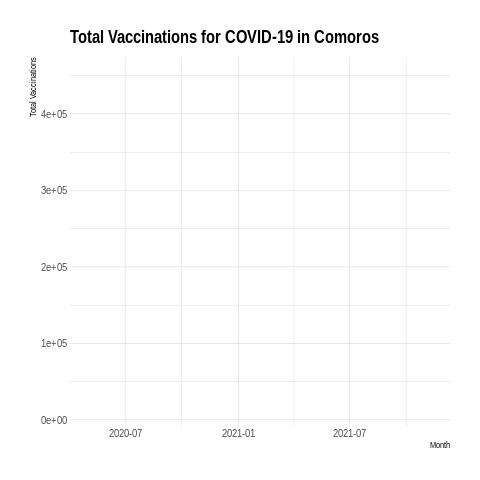 Total Vaccinations for COVID-19 in Comoros
Total Vaccinations
4e+05
3e+05
2e+05
1e+05
0e+00
2020-07 2021-01 2021-07
Month